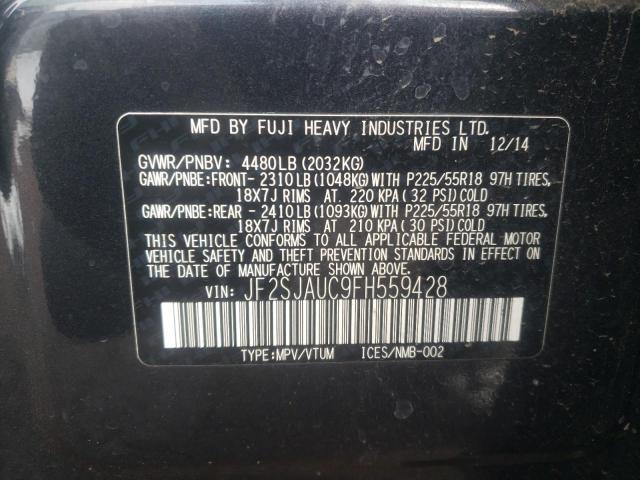 MFD BY FUJI HEAVY INDUSTRIES LTD.
MFD IN 12/14
GVWR/PNBV: 4480LB(2032KG)
GAWR/PNBE:FRONT- 2310LB(1048KG)WITH P225/55R18 97H TIRES,
18X7J RIMS AT 220 KPA(32 PSI)COLD
GAWR/PNBE:REAR - 2410LB(1093KG)WITH P225/55R18 97H TIRES,
18X7J RIMS AT 210 KPA(30 PSI)COLD
THIS VEHICLE CONFORMS TO ALL APPLICABLE FEDERAL MOTOR
VEHICLE SAFETY AND THEFT PREVENTION STANDARDS IN EFFECT
ON THE DATE OF MANUFACTURE SHOWN ABOVE.
VIN: JF2SJAUC9FH559428
TYPE:MPV/VTUM ICES/NMB-002